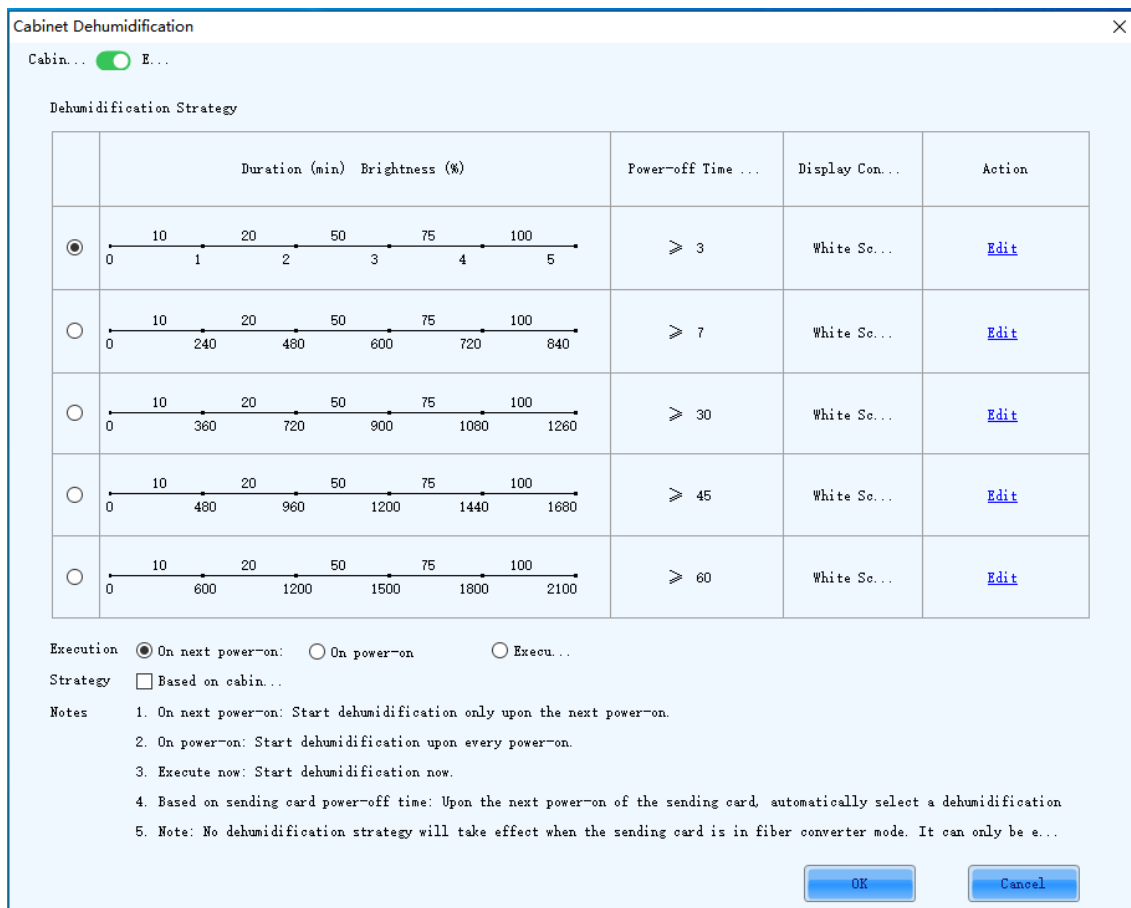 Cabinet Dehumidification
Cabin... E...
Dehumidification Strategy
Duration (min) Brightness (%) Power-off Time ... Display Con... Action
10 20 50 75 100
0 1 2 3 4 5
≥ 3 White Sc... Edit
10 20 50 75 100
0 240 480 600 720 840
≥ 7 White Sc... Edit
10 20 50 75 100
0 360 720 900 1080 1260
≥ 30 White Sc... Edit
10 20 50 75 100
0 480 960 1200 1440 1680
≥ 45 White Sc... Edit
10 20 50 75 100
0 600 1200 1500 1800 2100
≥ 60 White Sc... Edit
Execution On next power-on: On power-on Execu...
Strategy Based on cabin...
Notes 1. On next power-on: Start dehumidification only upon the next power-on.
2. On power-on: Start dehumidification upon every power-on.
3. Execute now: Start dehumidification now.
4. Based on sending card power-off time: Upon the next power-on of the sending card, automatically select a dehumidification
5. Note: No dehumidification strategy will take effect when the sending card is in fiber converter mode. It can only be e...
OK Cancel